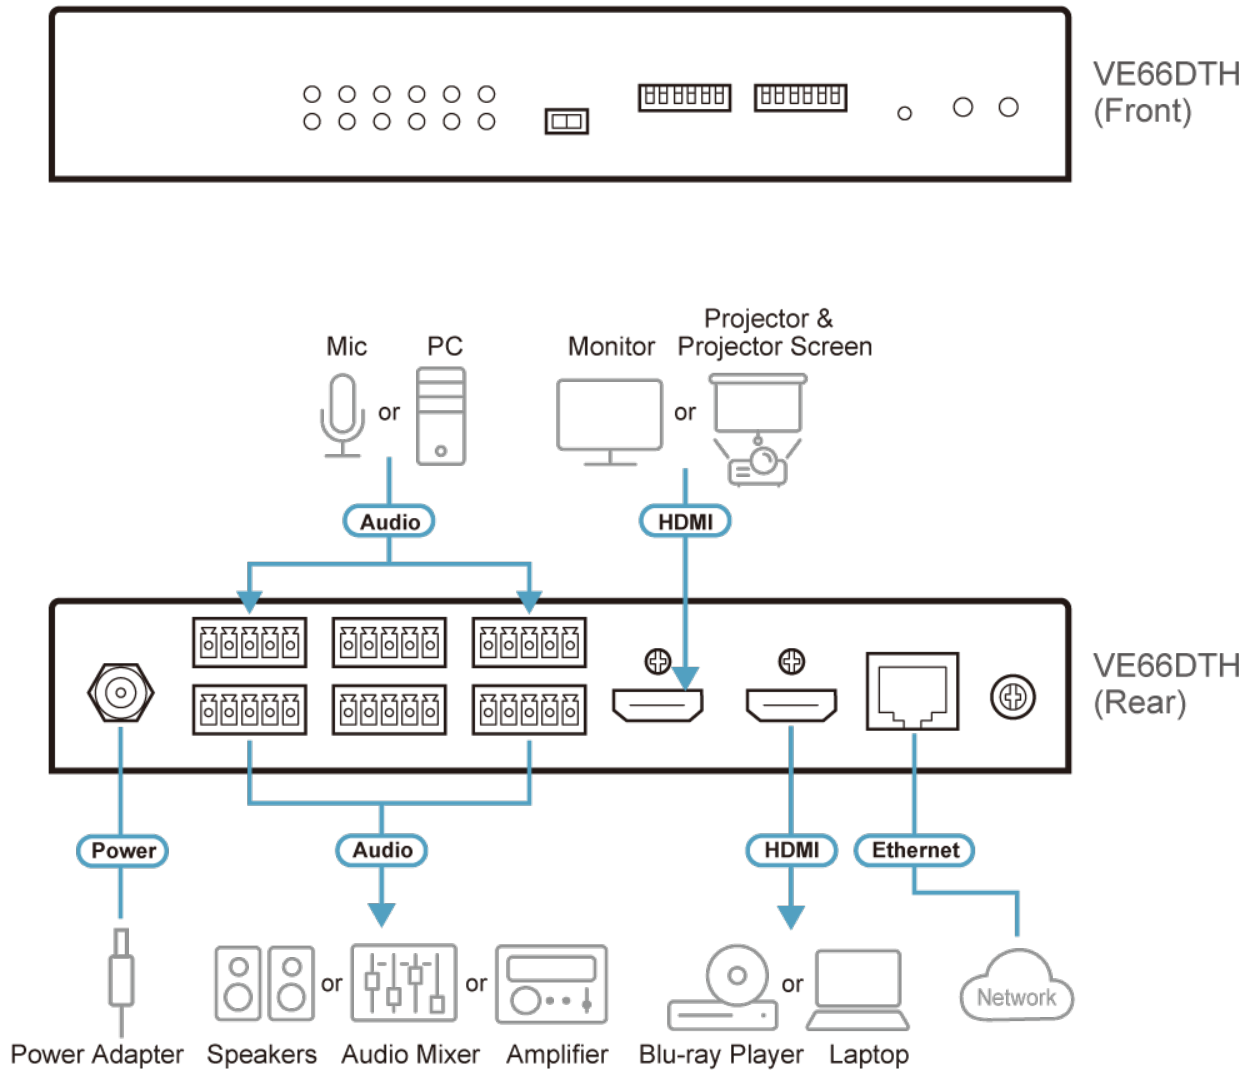 VE66DTH
(Front)
Projector &
Mic PC Monitor Projector Screen
or or
Audio HDMI
VE66DTH
(Rear)
Power Audio HDMI Ethernet
or or or
Network
Power Adapter Speakers Audio Mixer Amplifier Blu-ray Player Laptop